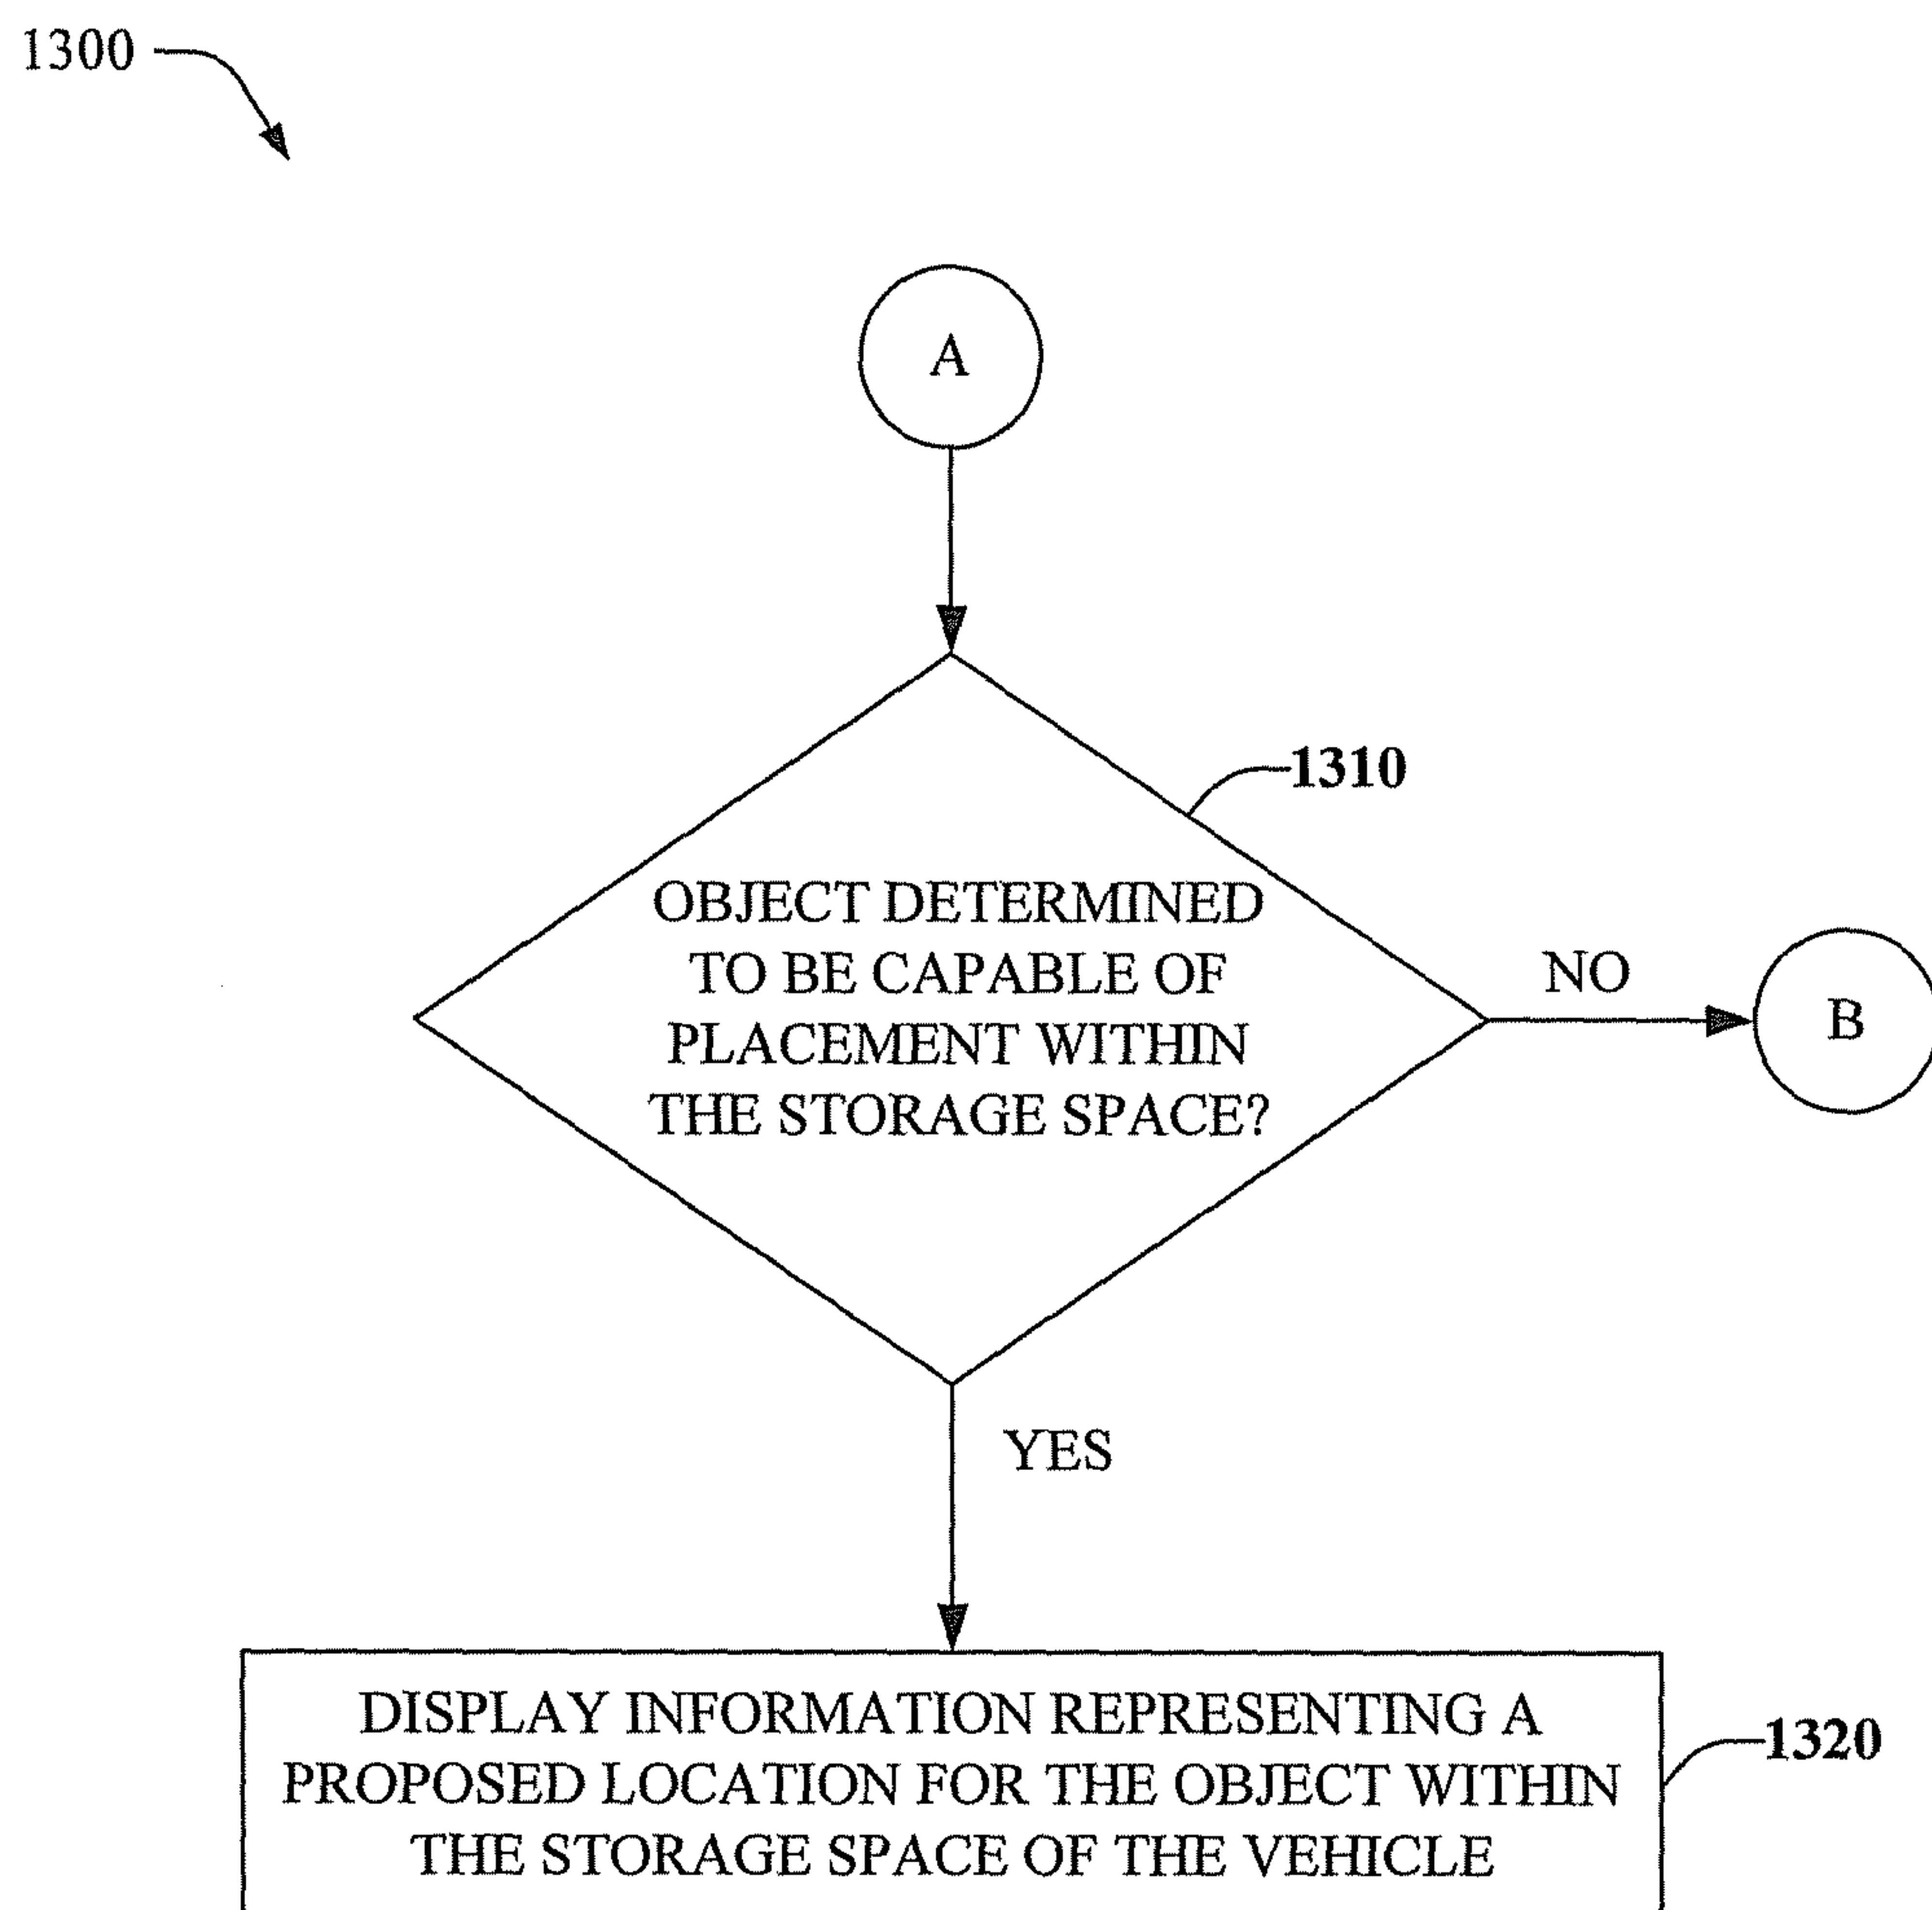 1300
A
1310
OBJECT DETERMINED
TO BE CAPABLE OF
PLACEMENT WITHIN
THE STORAGE SPACE?
NO
B
YES
DISPLAY INFORMATION REPRESENTING A
PROPOSED LOCATION FOR THE OBJECT WITHIN
THE STORAGE SPACE OF THE VEHICLE
1320